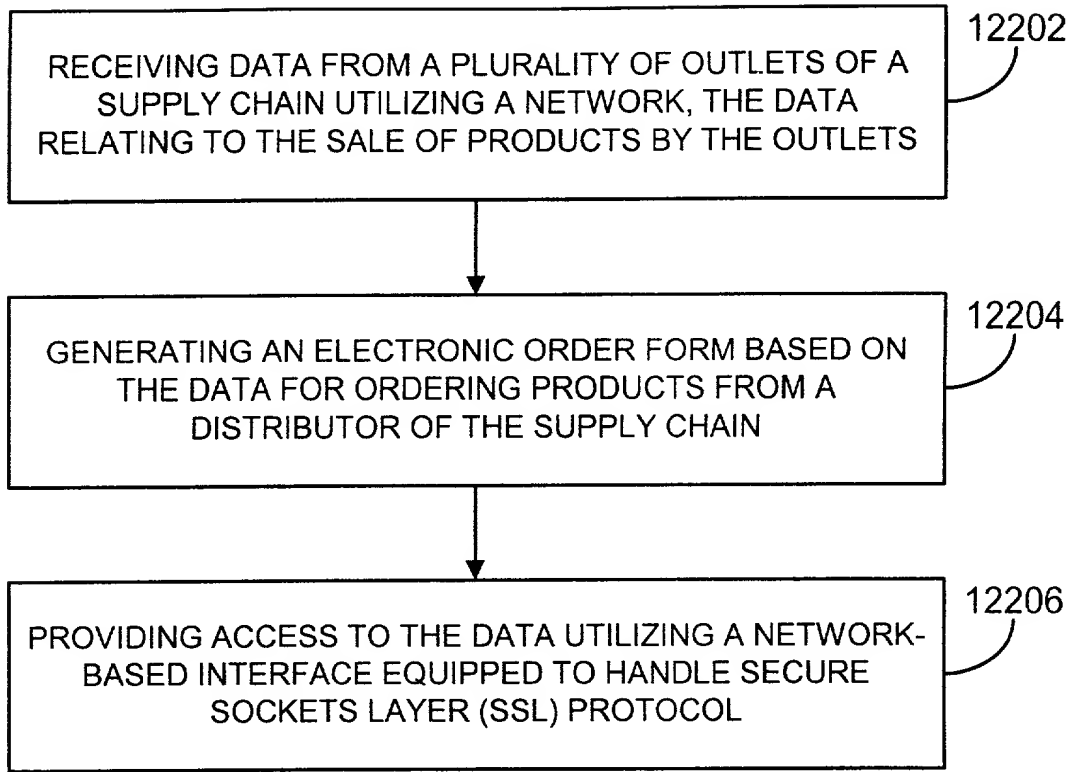 12202
RECEIVING DATA FROM A PLURALITY OF OUTLETS OF A
SUPPLY CHAIN UTILIZING A NETWORK, THE DATA
RELATING TO THE SALE OF PRODUCTS BY THE OUTLETS
12204
GENERATING AN ELECTRONIC ORDER FORM BASED ON
THE DATA FOR ORDERING PRODUCTS FROM A
DISTRIBUTOR OF THE SUPPLY CHAIN
12206
PROVIDING ACCESS TO THE DATA UTILIZING A NETWORK-
BASED INTERFACE EQUIPPED TO HANDLE SECURE
SOCKETS LAYER (SSL) PROTOCOL